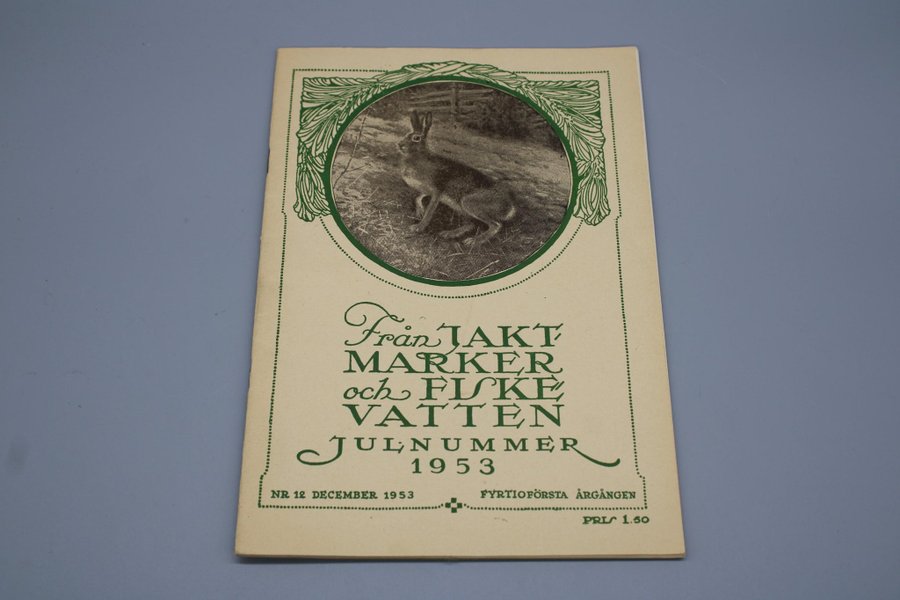 Från JAKT-
MARKER
och FISKE-
VATTEN
JULNUMMER
1953
NR 12 DECEMBER 1953 FYRTIOFÖRSTA ÅRGÅNGEN
PRIS 1.50